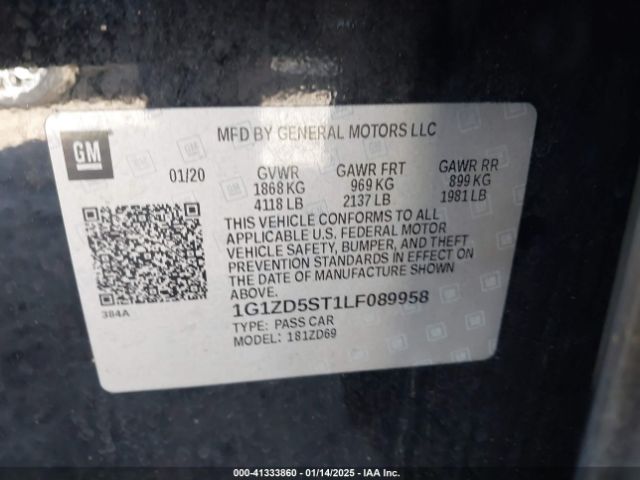 GM
MFD BY GENERAL MOTORS LLC
01/20 GVWR GAWR FRT GAWR RR
1868 KG 969 KG 899 KG
4118 LB 2137 LB 1981 LB
THIS VEHICLE CONFORMS TO ALL
APPLICABLE U.S. FEDERAL MOTOR
VEHICLE SAFETY, BUMPER, AND THEFT
PREVENTION STANDARDS IN EFFECT ON
THE DATE OF MANUFACTURE SHOWN
ABOVE.
384A
1G1ZD5ST1LF089958
TYPE: PASS CAR
MODEL: 181ZD69
000-41333860 - 01/14/2025 - IAA Inc.